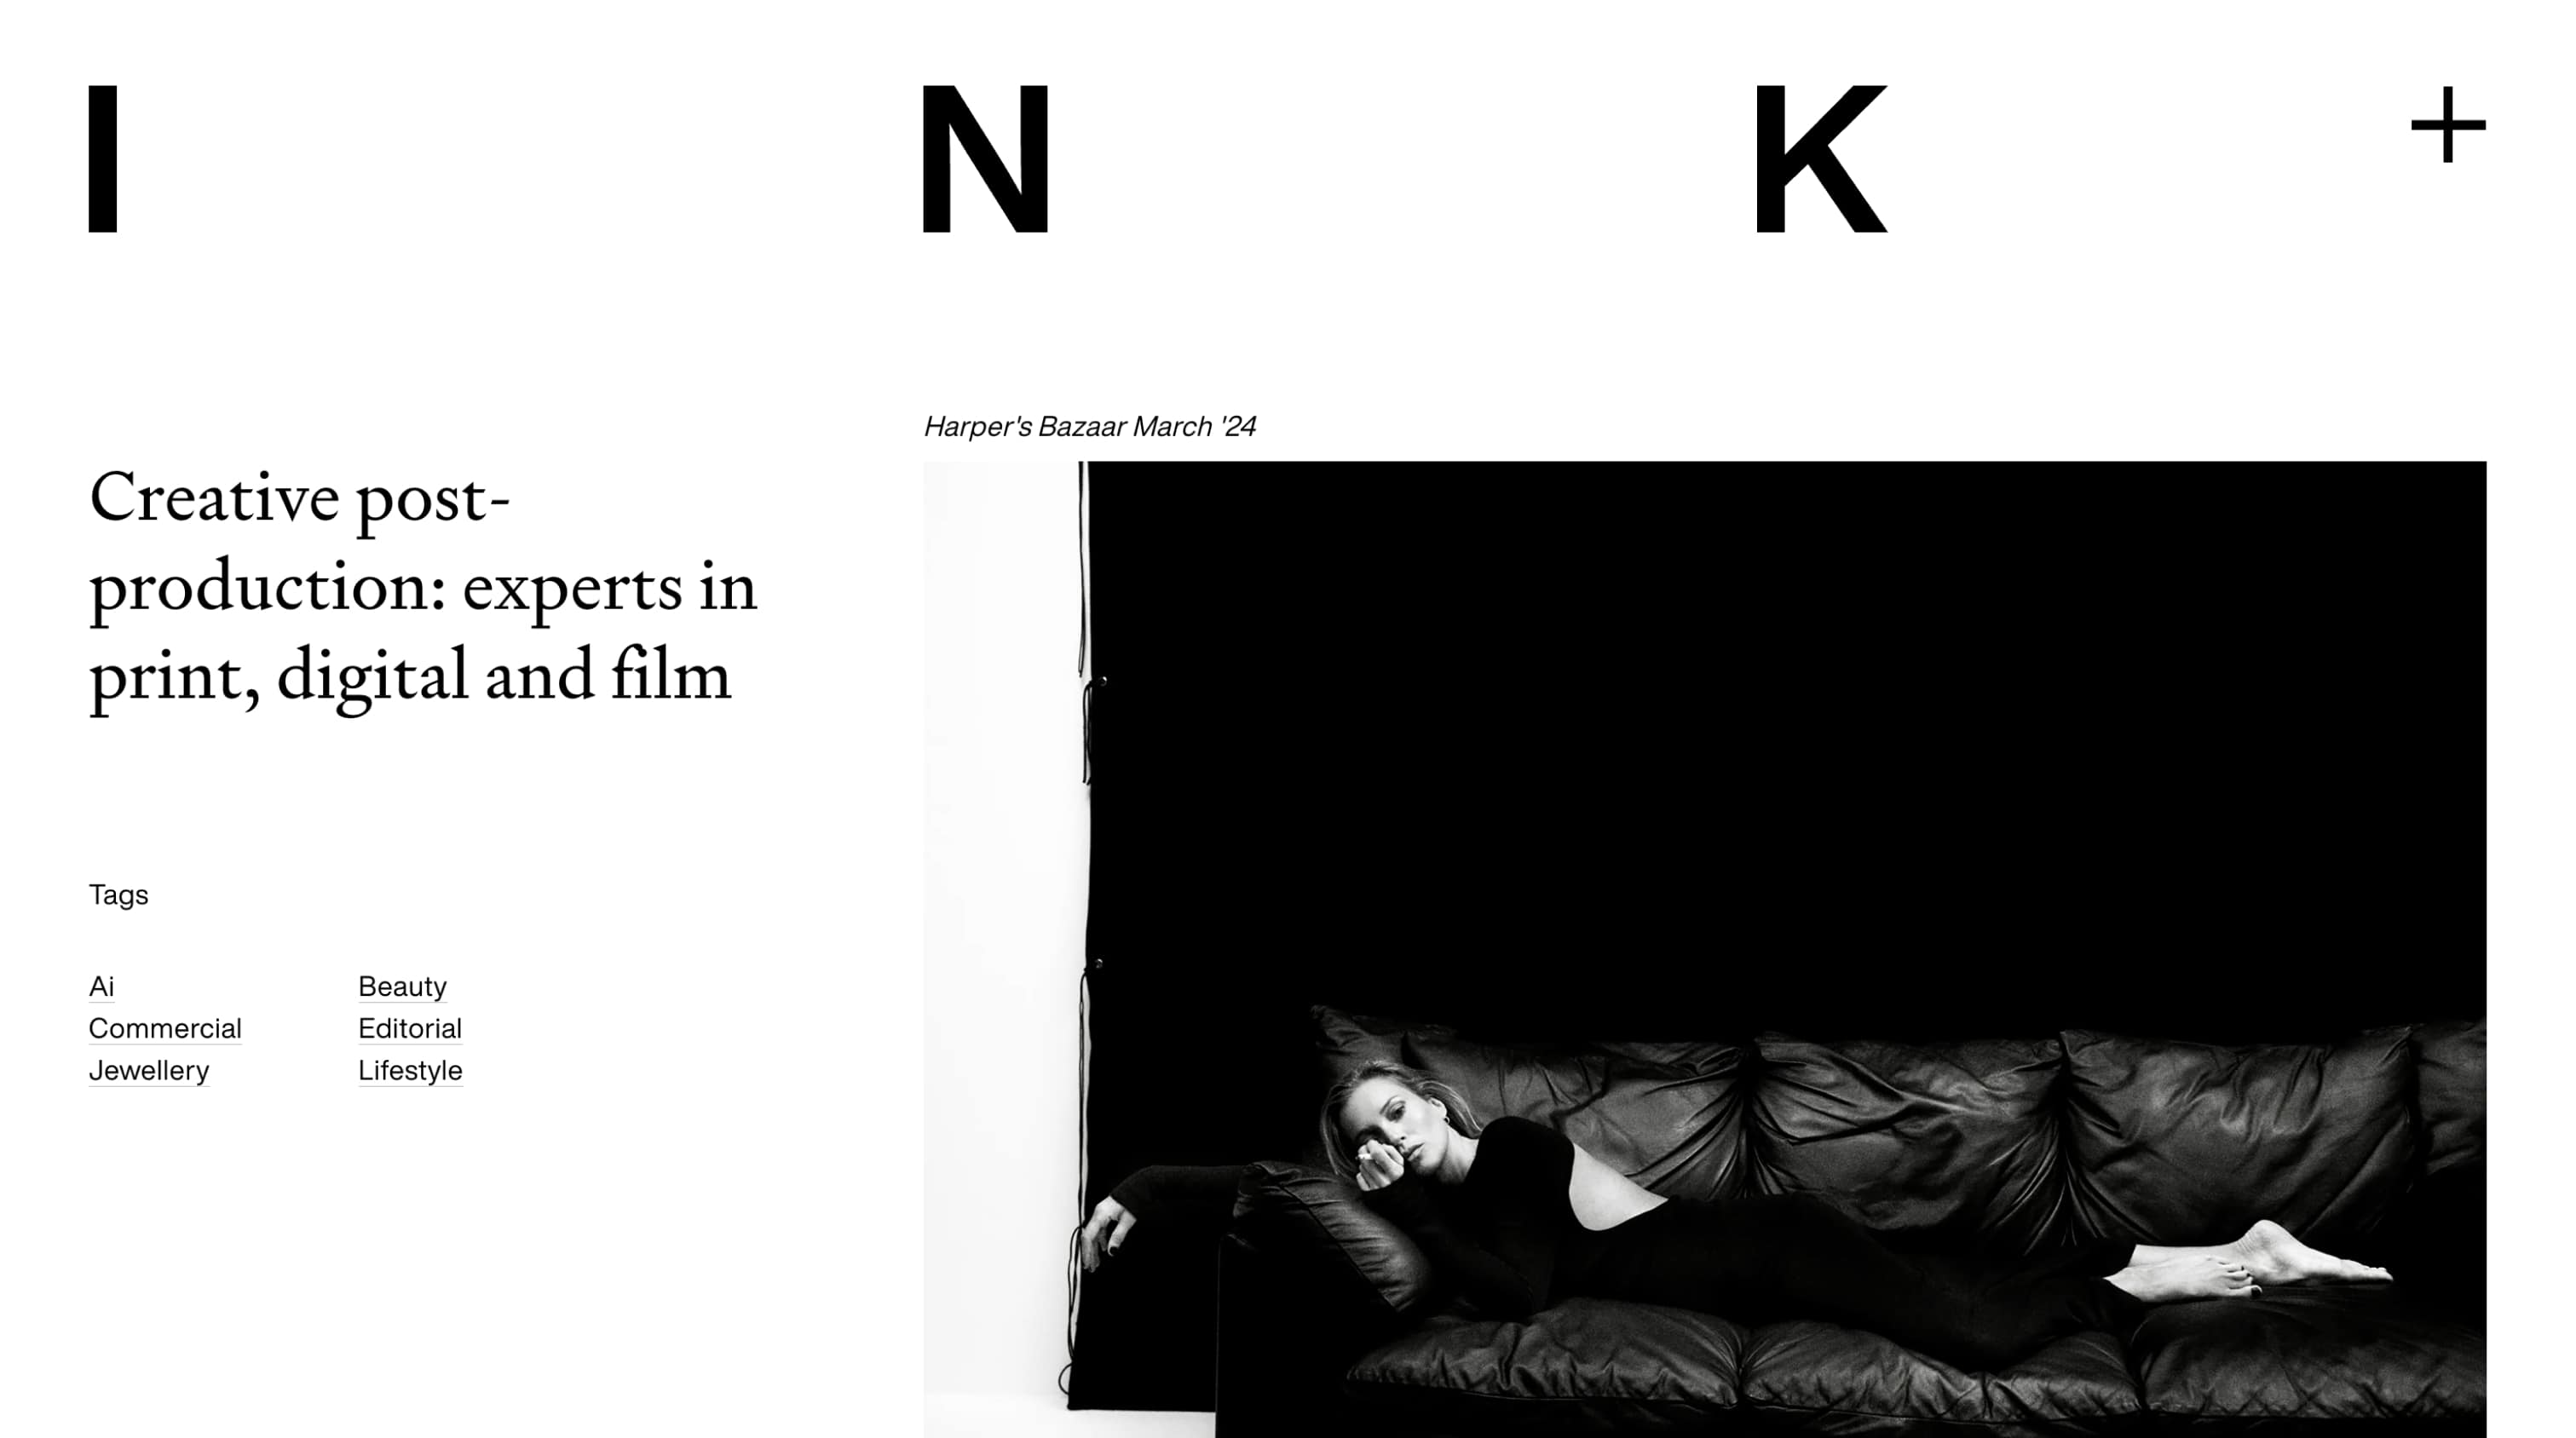 I N K +
Harper's Bazaar March '24
Creative post-
production: experts in
print, digital and film
Tags
Ai
Commercial
Jewellery
Beauty
Editorial
Lifestyle